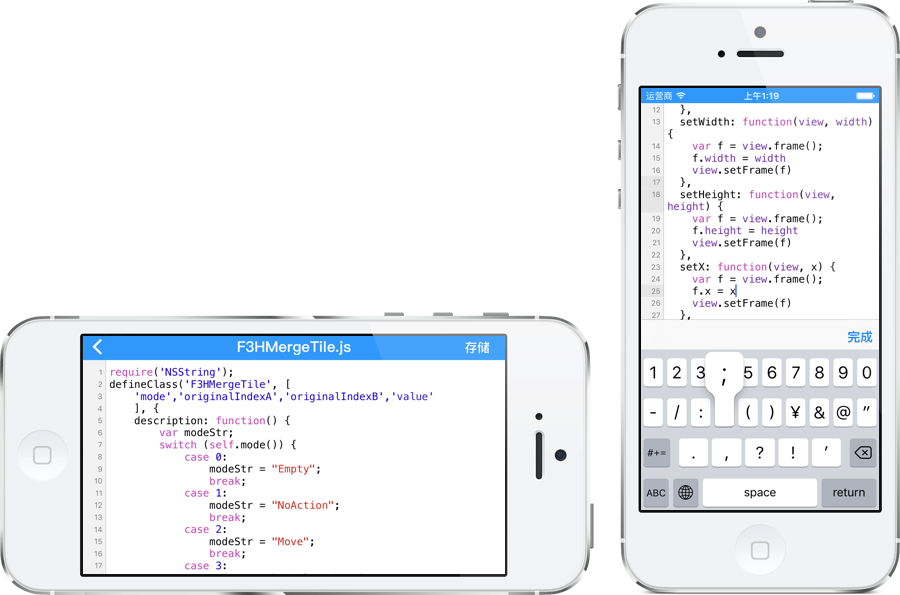 F3HMergeTile.js
存储
1 require('NSString');
2 defineClass('F3HMergeTile', [
3 'mode','originalIndexA','originalIndexB','value'
4 ], {
5 description: function() {
6 var modeStr;
7 switch (self.mode()) {
8 case 0:
9 modeStr = "Empty";
10 break;
11 case 1:
12 modeStr = "NoAction";
13 break;
14 case 2:
15 modeStr = "Move";
16 break;
17 case 3:
运营商
上午1:19
12 },
13 setWidth: function(view, width)
{
14 var f = view.frame();
15 f.width = width
16 view.setFrame(f)
17 },
18 setHeight: function(view,
height) {
19 var f = view.frame();
20 f.height = height
21 view.setFrame(f)
22 },
23 setX: function(view, x) {
24 var f = view.frame();
25 f.x = x
26 view.setFrame(f)
27 },
完成
1 2 3 ; 5 6 7 8 9 0
- / : ( ) ¥ & @ "
#+= . , ? ! '
ABC space return